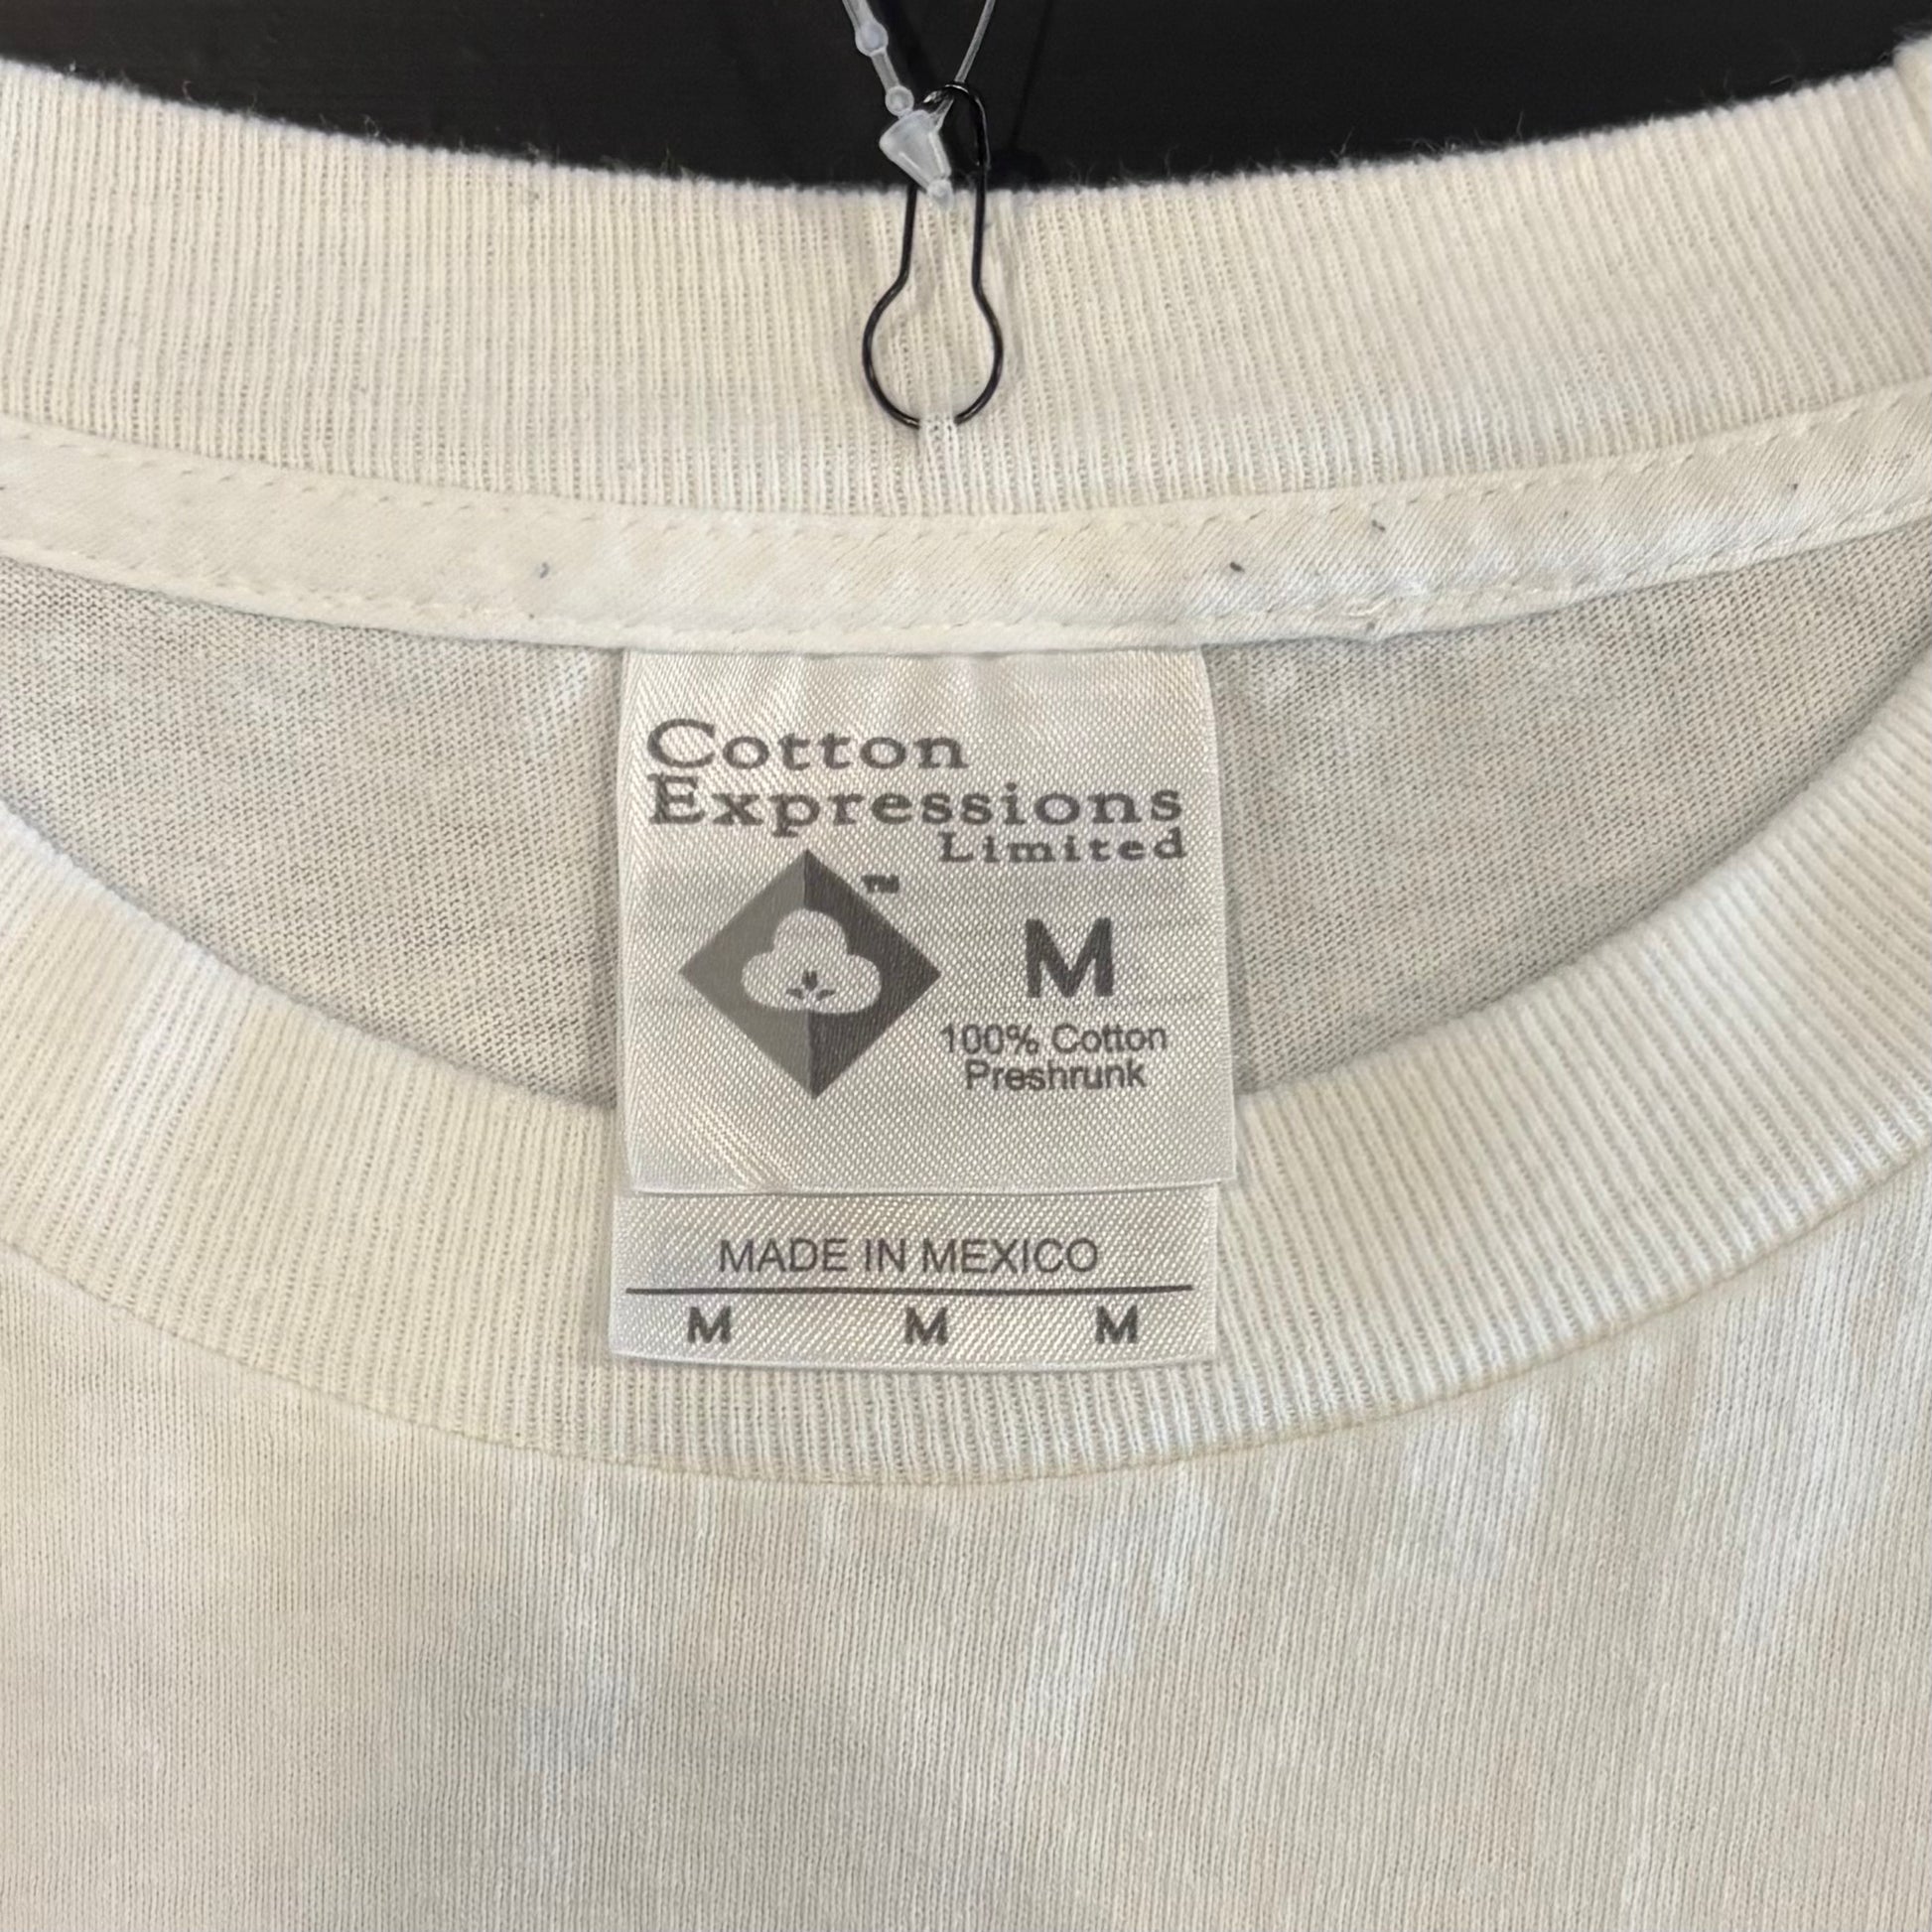 Cotton
Expressions
Limited
™
M
100% Cotton
Preshrunk
MADE IN MEXICO
M M M